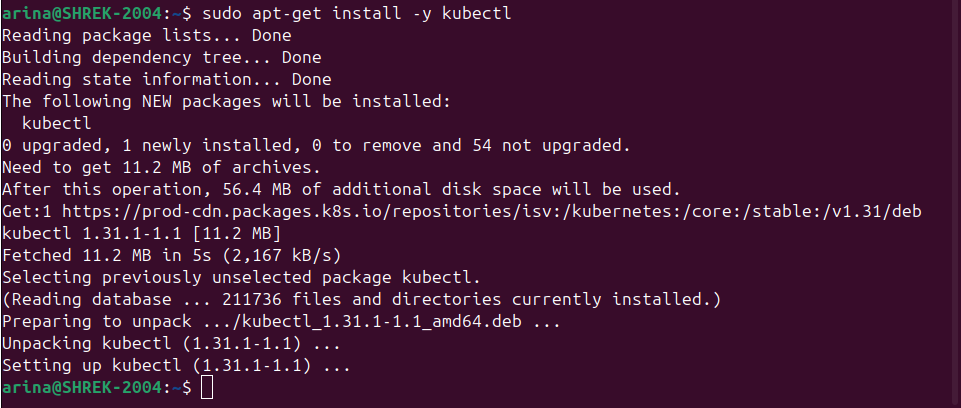 arina@SHREK-2004:~$ sudo apt-get install -y kubectl
Reading package lists... Done
Building dependency tree... Done
Reading state information... Done
The following NEW packages will be installed:
  kubectl
0 upgraded, 1 newly installed, 0 to remove and 54 not upgraded.
Need to get 11.2 MB of archives.
After this operation, 56.4 MB of additional disk space will be used.
Get:1 https://prod-cdn.packages.k8s.io/repositories/isv:/kubernetes:/core:/stable:/v1.31/deb
kubectl 1.31.1-1.1 [11.2 MB]
Fetched 11.2 MB in 5s (2,167 kB/s)
Selecting previously unselected package kubectl.
(Reading database ... 211736 files and directories currently installed.)
Preparing to unpack .../kubectl_1.31.1-1.1_amd64.deb ...
Unpacking kubectl (1.31.1-1.1) ...
Setting up kubectl (1.31.1-1.1) ...
arina@SHREK-2004:~$